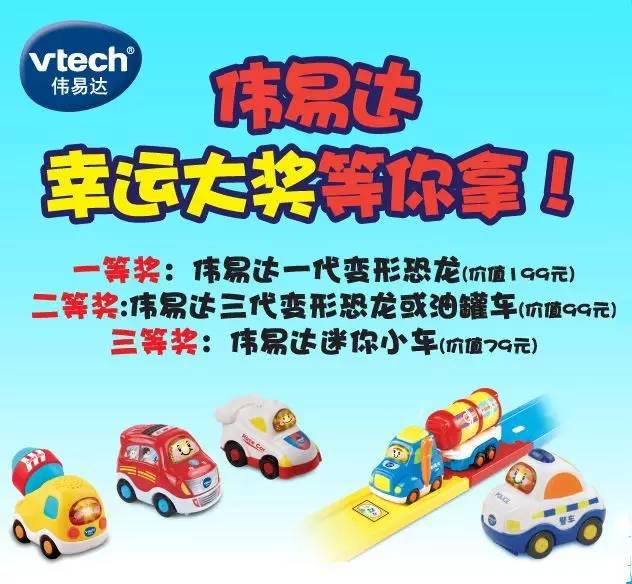 vtech®
伟易达
伟易达
幸运大奖等你拿！
一等奖：伟易达一代变形恐龙(价值199元)
二等奖:伟易达三代变形恐龙或油罐车(价值99元)
三等奖：伟易达迷你小车(价值79元)
Race Car
POLICE
警车
vtech